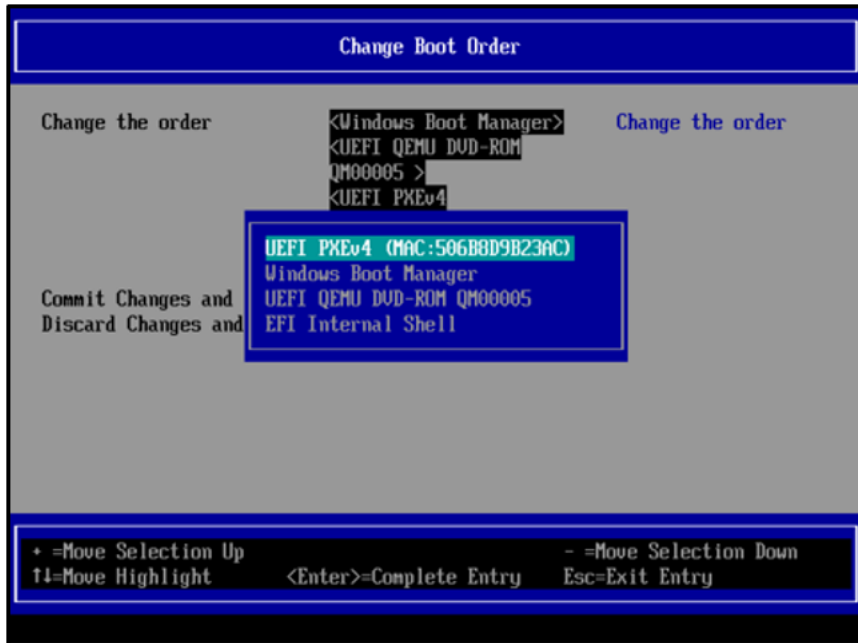 Change Boot Order
Change the order <Windows Boot Manager> Change the order
<UEFI QEMU DVD-ROM
QM00005 >
<UEFI PXEv4
UEFI PXEv4 (MAC:506B8D9B23AC)
Windows Boot Manager
Commit Changes and UEFI QEMU DVD-ROM QM00005
Discard Changes and EFI Internal Shell
+ =Move Selection Up - =Move Selection Down
↑↓=Move Highlight <Enter>=Complete Entry Esc=Exit Entry